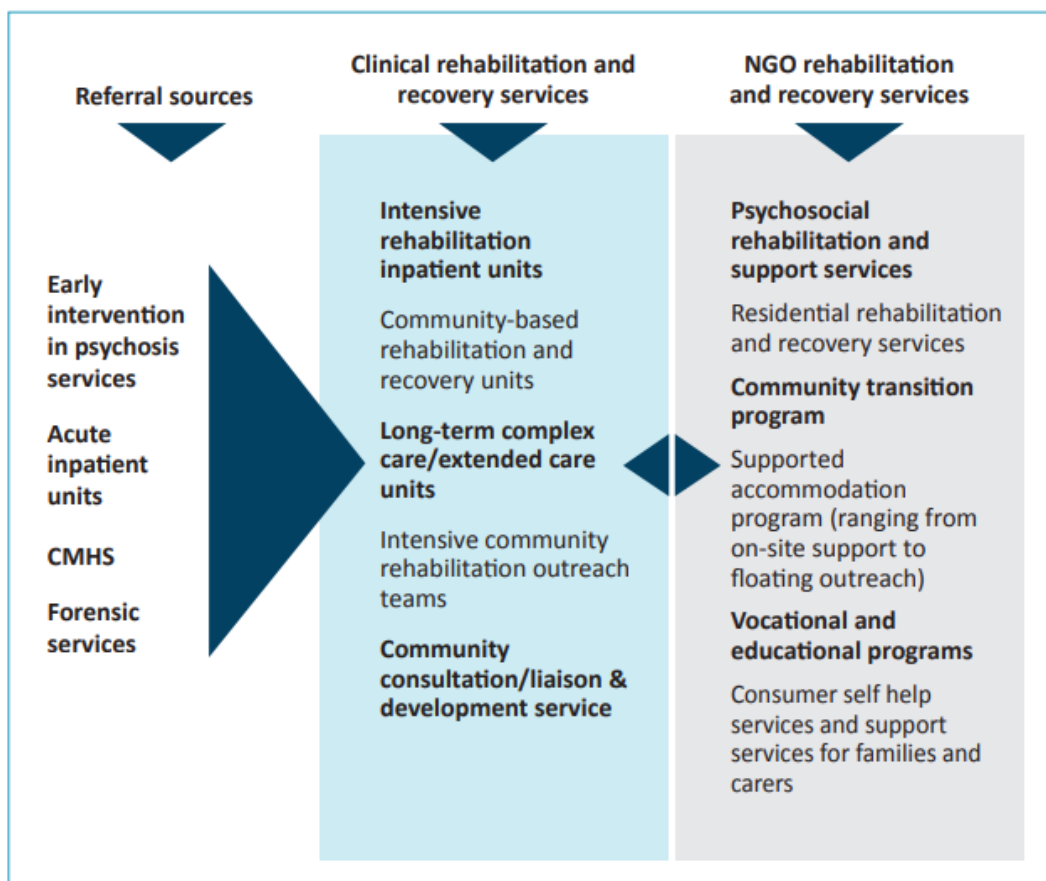 Referral sources
Early
intervention
in psychosis
services
Acute
inpatient
units
CMHS
Forensic
services
Clinical rehabilitation and
recovery services
Intensive
rehabilitation
inpatient units
Community-based
rehabilitation and
recovery units
Long-term complex
care/extended care
units
Intensive community
rehabilitation outreach
teams
Community
consultation/liaison &
development service
NGO rehabilitation
and recovery services
Psychosocial
rehabilitation and
support services
Residential rehabilitation
and recovery services
Community transition
program
Supported
accommodation
program (ranging from
on-site support to
floating outreach)
Vocational and
educational programs
Consumer self help
services and support
services for families and
carers